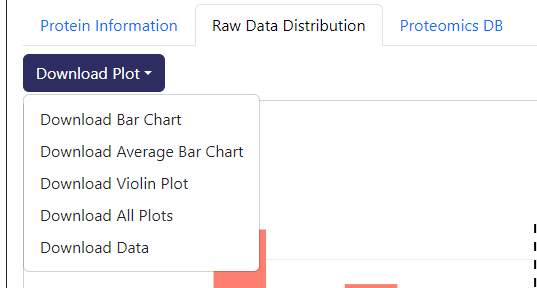 Protein Information
Raw Data Distribution
Proteomics DB
Download Plot
Download Bar Chart
Download Average Bar Chart
Download Violin Plot
Download All Plots
Download Data